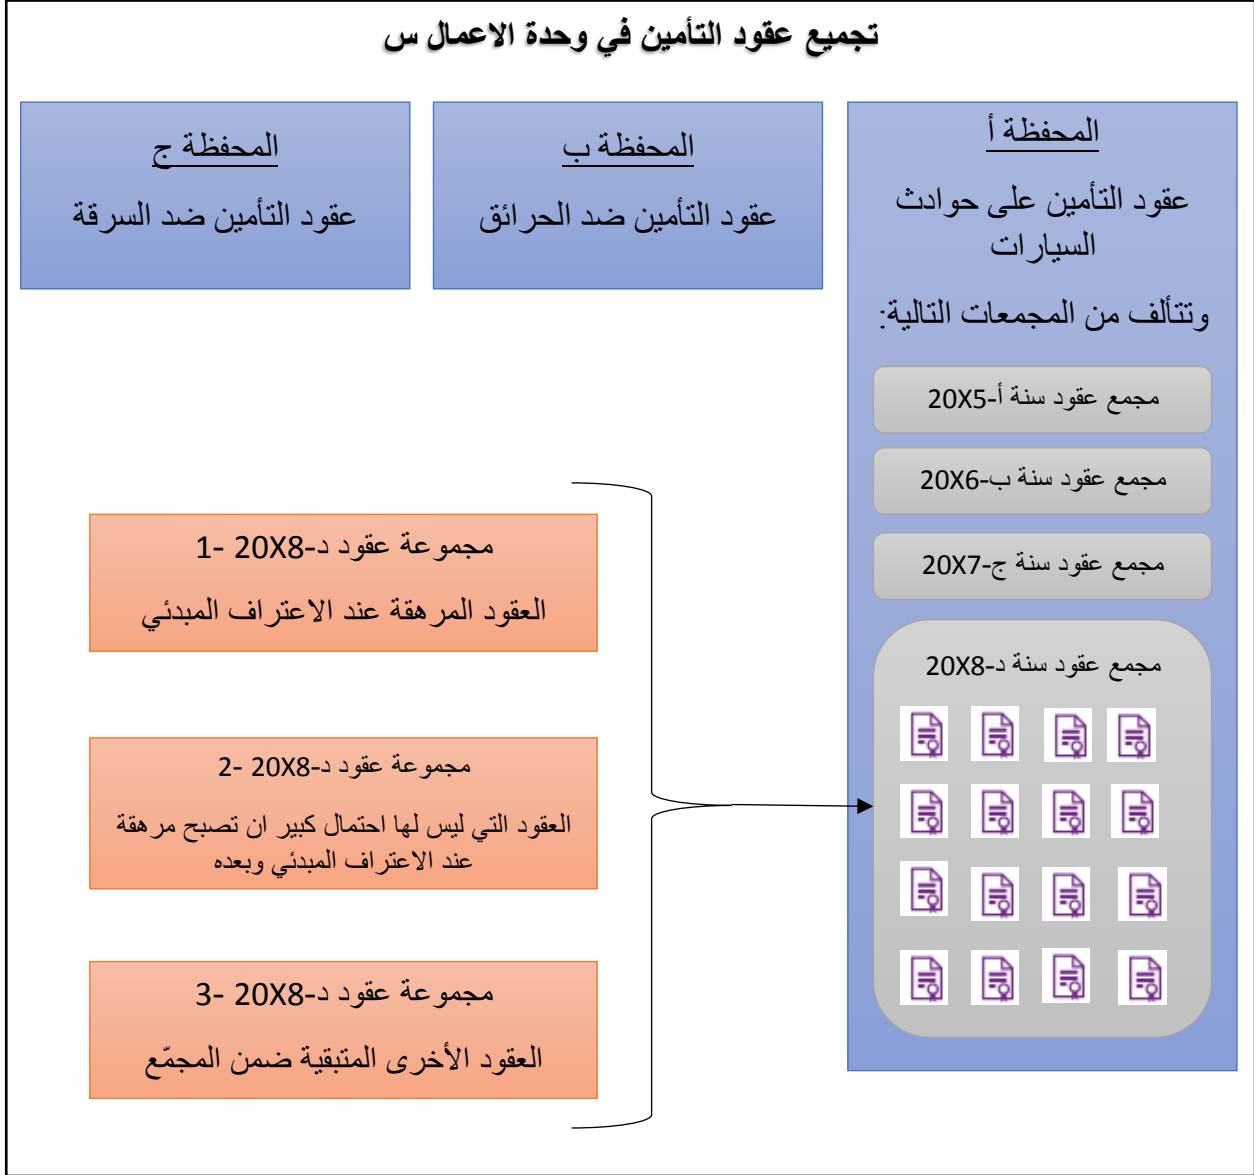 تجميع عقود التأمين في وحدة الاعمال س
المحفظة أ
عقود التأمين على حوادث
السيارات
وتتألف من المجمعات التالية:
مجمع عقود سنة أ-20X5
مجمع عقود سنة ب-20X6
مجمع عقود سنة ج-20X7
مجمع عقود سنة د-20X8
المحفظة ب
عقود التأمين ضد الحرائق
المحفظة ج
عقود التأمين ضد السرقة
مجموعة عقود د-20X8 -1
العقود المرهقة عند الاعتراف المبدئي
مجموعة عقود د-20X8 -2
العقود التي ليس لها احتمال كبير ان تصبح مرهقة
عند الاعتراف المبدئي وبعده
مجموعة عقود د-20X8 -3
العقود الأخرى المتبقية ضمن المجمّع